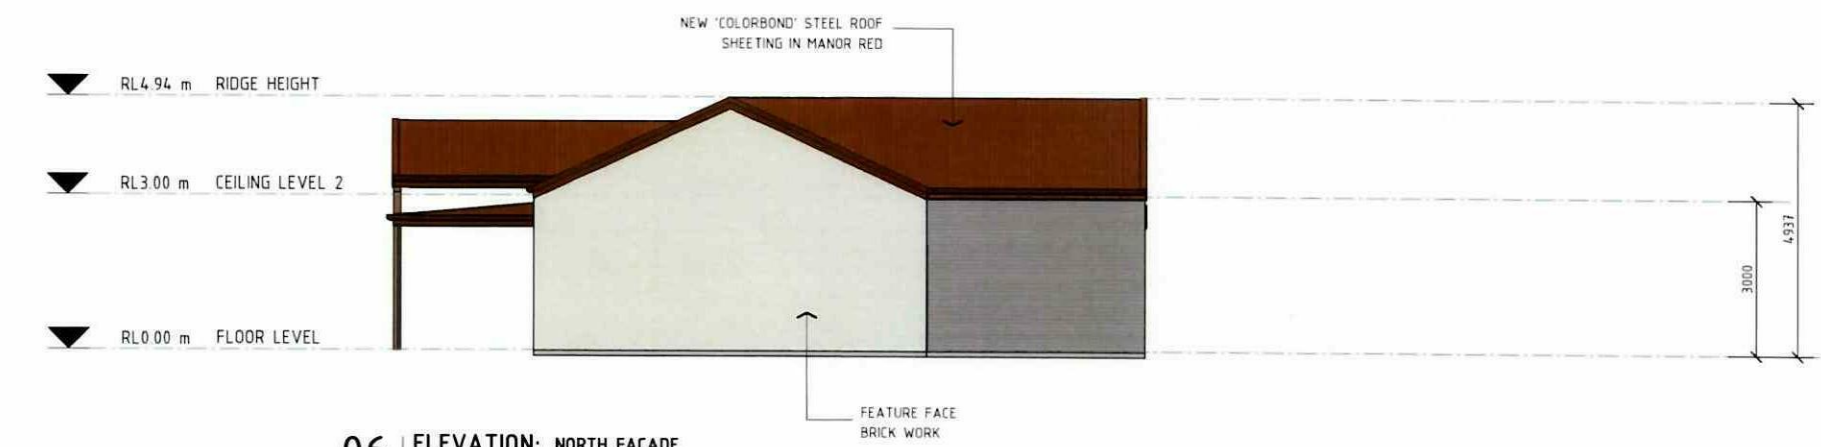 NEW 'COLORBOND' STEEL ROOF
SHEETING IN MANOR RED
RL4.94 m RIDGE HEIGHT
RL3.00 m CEILING LEVEL 2
4937
3000
RL0.00 m FLOOR LEVEL
FEATURE FACE
BRICK WORK
06 ELEVATION: NORTH FACADE